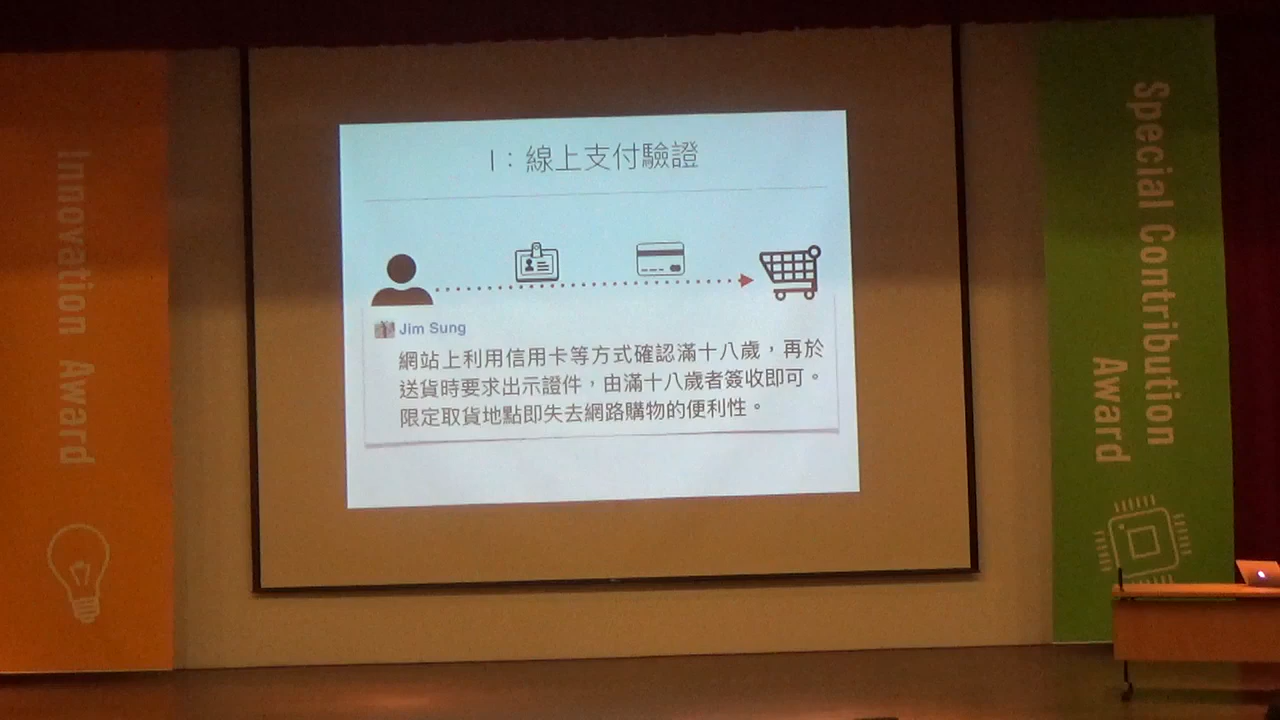 Innovation Award
1：線上支付驗證
Jim Sung
網站上利用信用卡等方式確認滿十八歲，再於
送貨時要求出示證件，由滿十八歲者簽收即可。
限定取貨地點即失去網路購物的便利性。
Special Contribution
Award